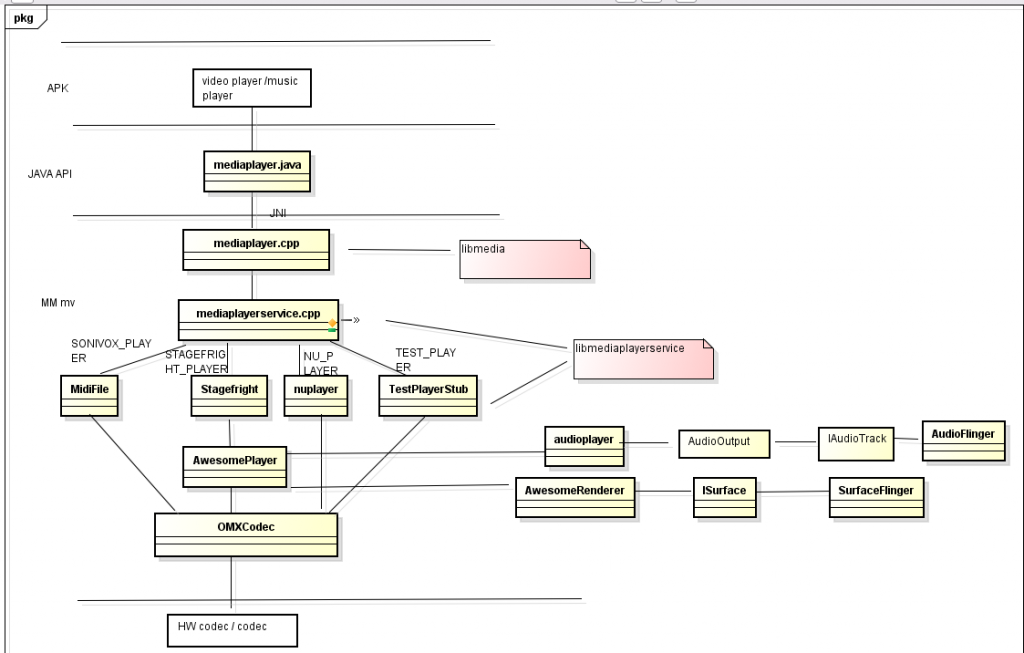 pkg
video player /music
player
APK
mediaplayer.java
JAVA API
JNI
mediaplayer.cpp
libmedia
MM mv
mediaplayerservice.cpp
»
libmediaplayerservice
SONIVOX_PLAY
ER
STAGEFRIG
HT_PLAYER
NU_P
LAYER
TEST_PLAY
ER
MidiFile
Stagefright
nuplayer
TestPlayerStub
audioplayer
AudioOutput
IAudioTrack
AudioFlinger
AwesomePlayer
AwesomeRenderer
ISurface
SurfaceFlinger
OMXCodec
HW codec / codec